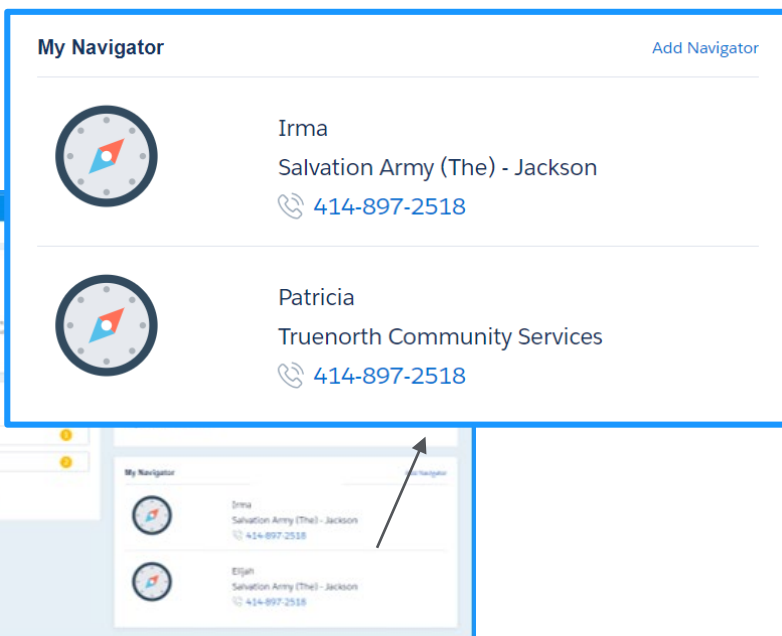 My Navigator
Add Navigator
Irma
Salvation Army (The) - Jackson
414-897-2518
Patricia
Truenorth Community Services
414-897-2518
My Navigator
Add Navigator
Irma
Salvation Army (The) - Jackson
414-897-2518
Elijah
Salvation Army (The) - Jackson
414-897-2518